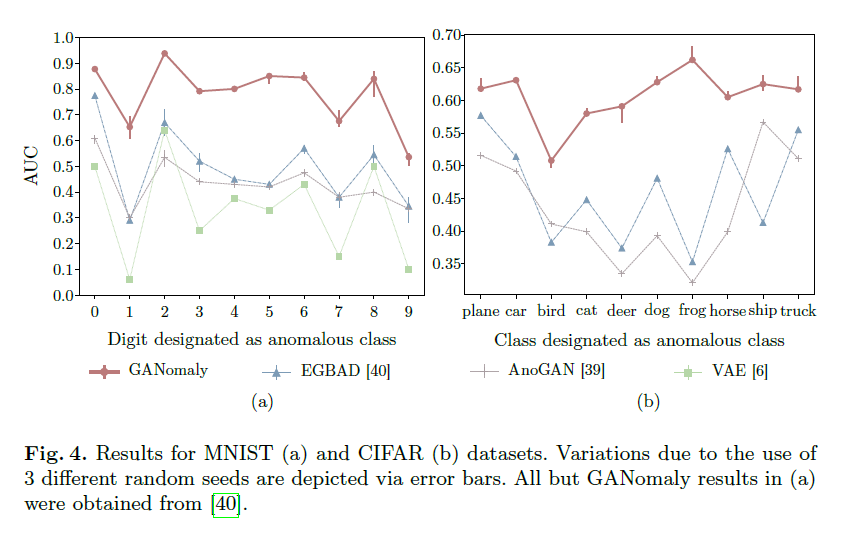 1.0
0.9
0.8
0.7
0.6
0.5
0.4
0.3
0.2
0.1
0.0
AUC
0 1 2 3 4 5 6 7 8 9
Digit designated as anomalous class
0.70
0.65
0.60
0.55
0.50
0.45
0.40
0.35
plane car bird cat deer dog frog horse ship truck
Class designated as anomalous class
GANomaly EGBAD [40] AnoGAN [39] VAE [6]
(a) (b)
Fig. 4. Results for MNIST (a) and CIFAR (b) datasets. Variations due to the use of
3 different random seeds are depicted via error bars. All but GANomaly results in (a)
were obtained from [40].